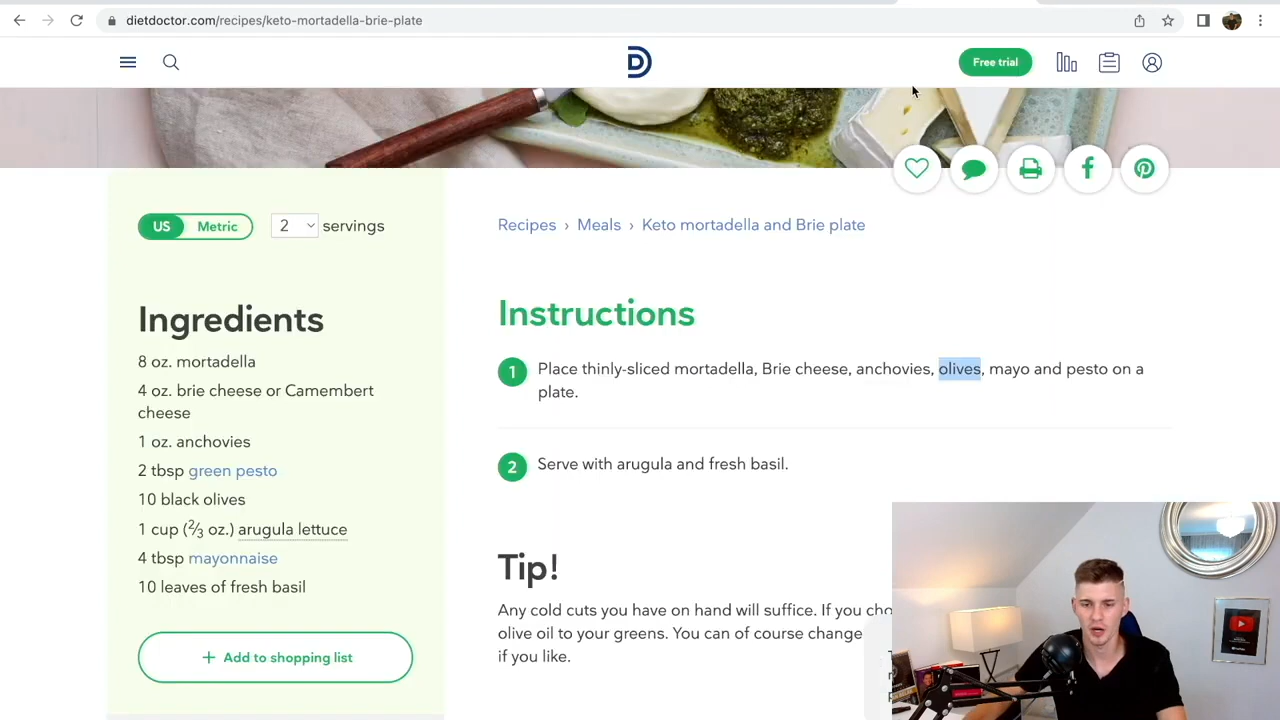 dietdoctor.com/recipes/keto-mortadella-brie-plate
D
Free trial
US Metric 2 servings
Recipes › Meals › Keto mortadella and Brie plate
Ingredients
8 oz. mortadella
4 oz. brie cheese or Camembert
cheese
1 oz. anchovies
2 tbsp green pesto
10 black olives
1 cup (⅔ oz.) arugula lettuce
4 tbsp mayonnaise
10 leaves of fresh basil
+ Add to shopping list
Instructions
1 Place thinly-sliced mortadella, Brie cheese, anchovies, olives, mayo and pesto on a
plate.
2 Serve with arugula and fresh basil.
Tip!
Any cold cuts you have on hand will suffice. If you cho
olive oil to your greens. You can of course change
if you like.